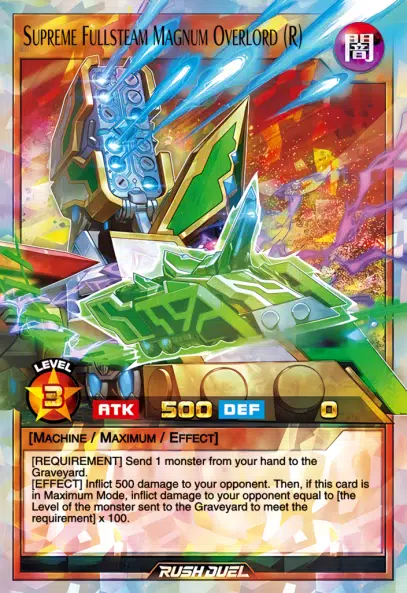 Supreme Fullsteam Magnum Overlord (R)
闇
LEVEL
3
ATK 500 DEF 0
[Machine / Maximum / Effect]
[REQUIREMENT] Send 1 monster from your hand to the
Graveyard.
[EFFECT] Inflict 500 damage to your opponent. Then, if this card is
in Maximum Mode, inflict damage to your opponent equal to [the
Level of the monster sent to the Graveyard to meet the
requirement] x 100.
RUSH DUEL